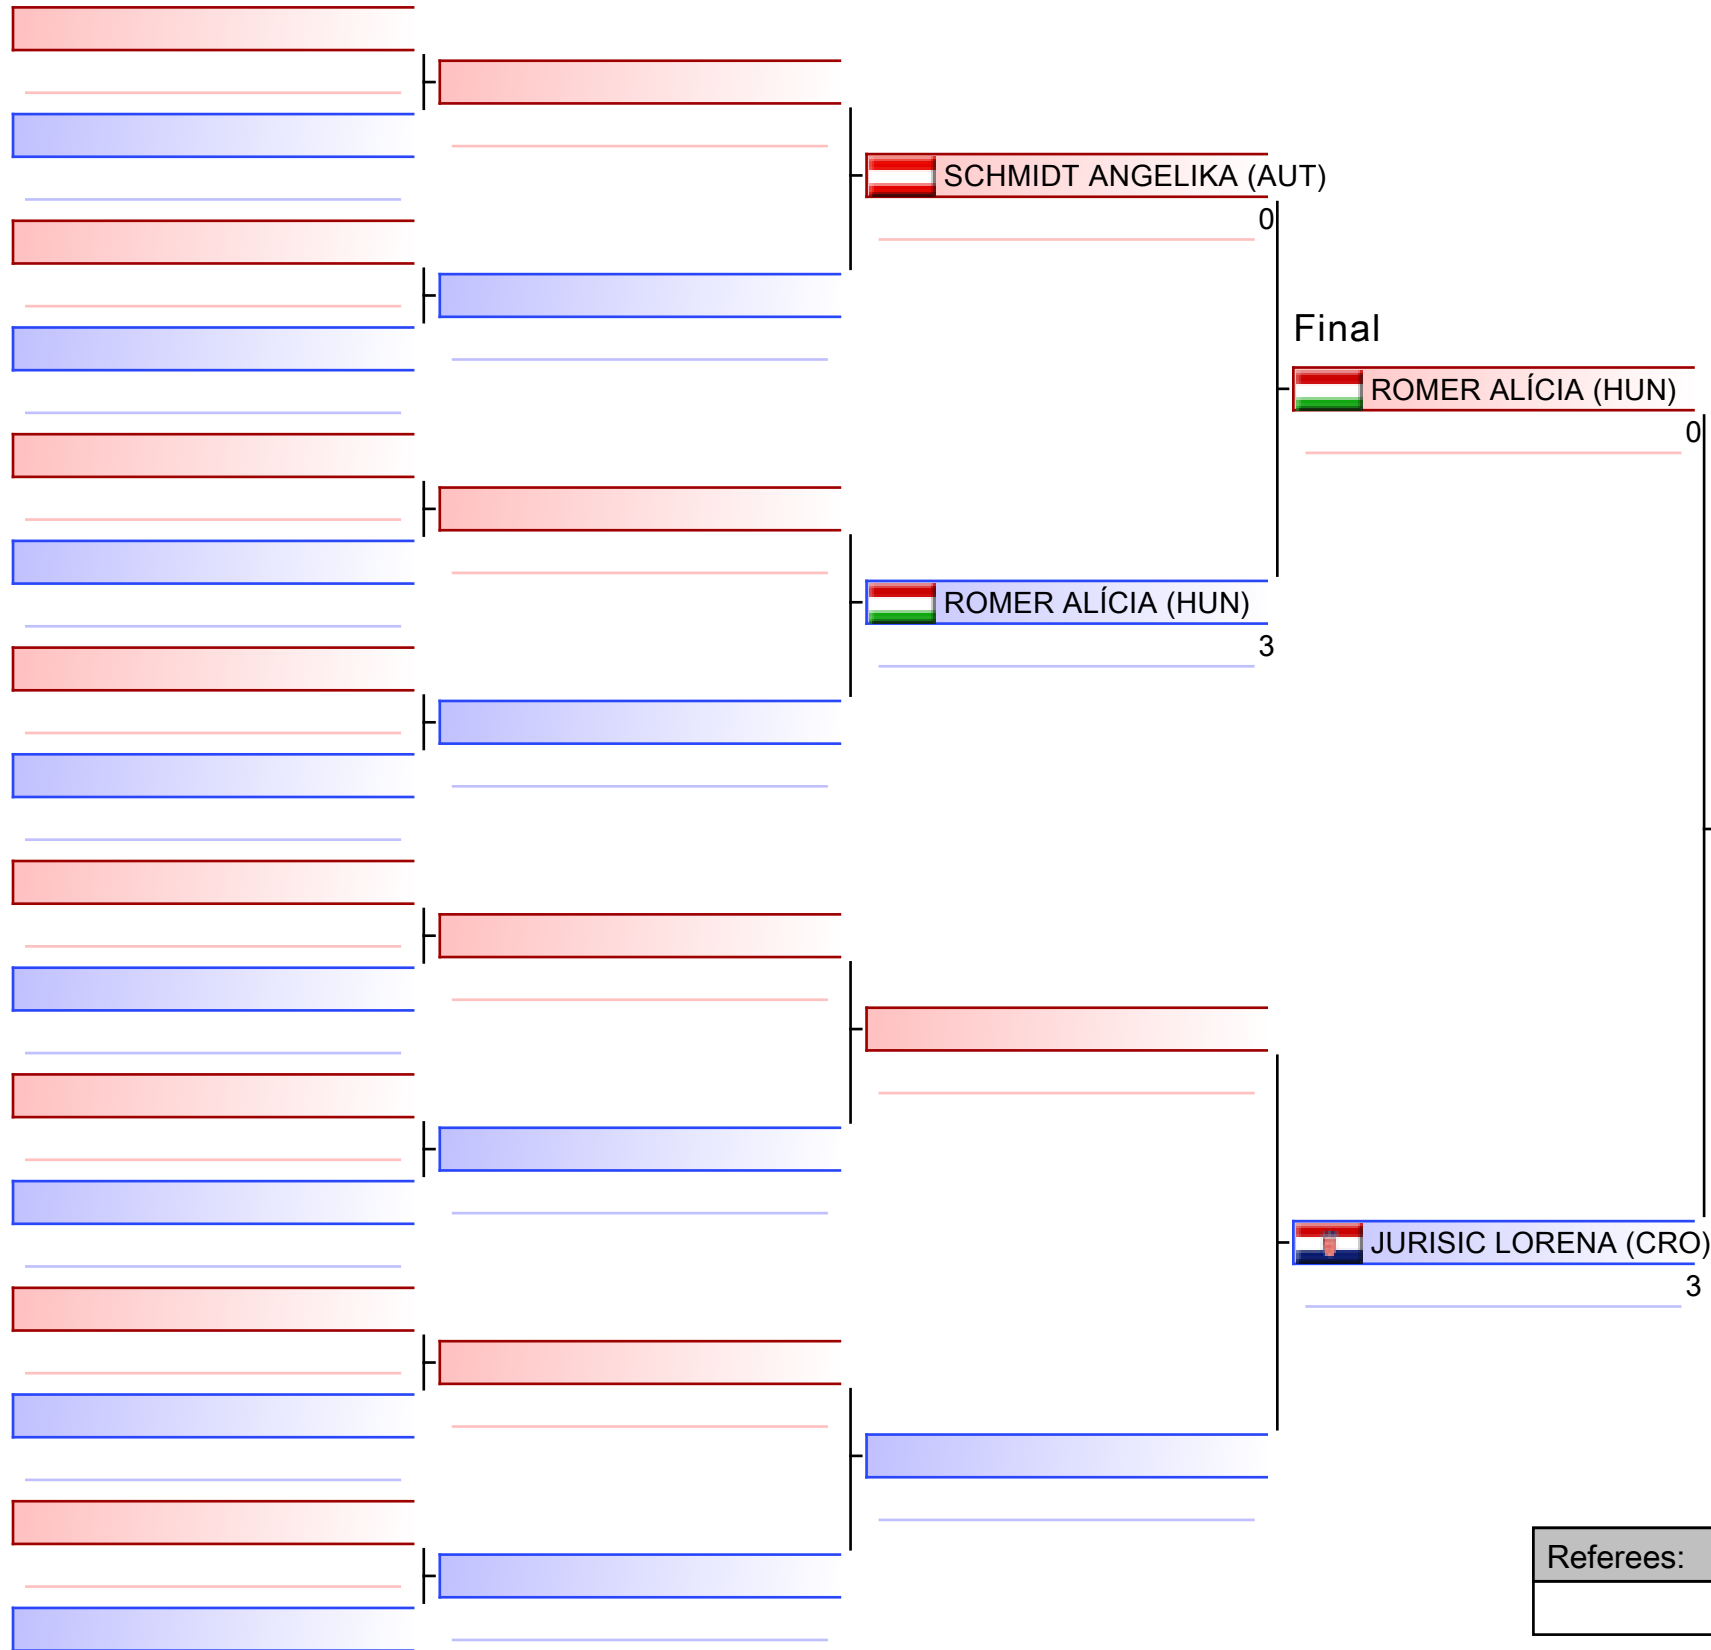 SCHMIDT ANGELIKA (AUT)
0
Final
ROMER ALÍCIA (HUN)
0
ROMER ALÍCIA (HUN)
3
JURISIC LORENA (CRO)
3
Referees: